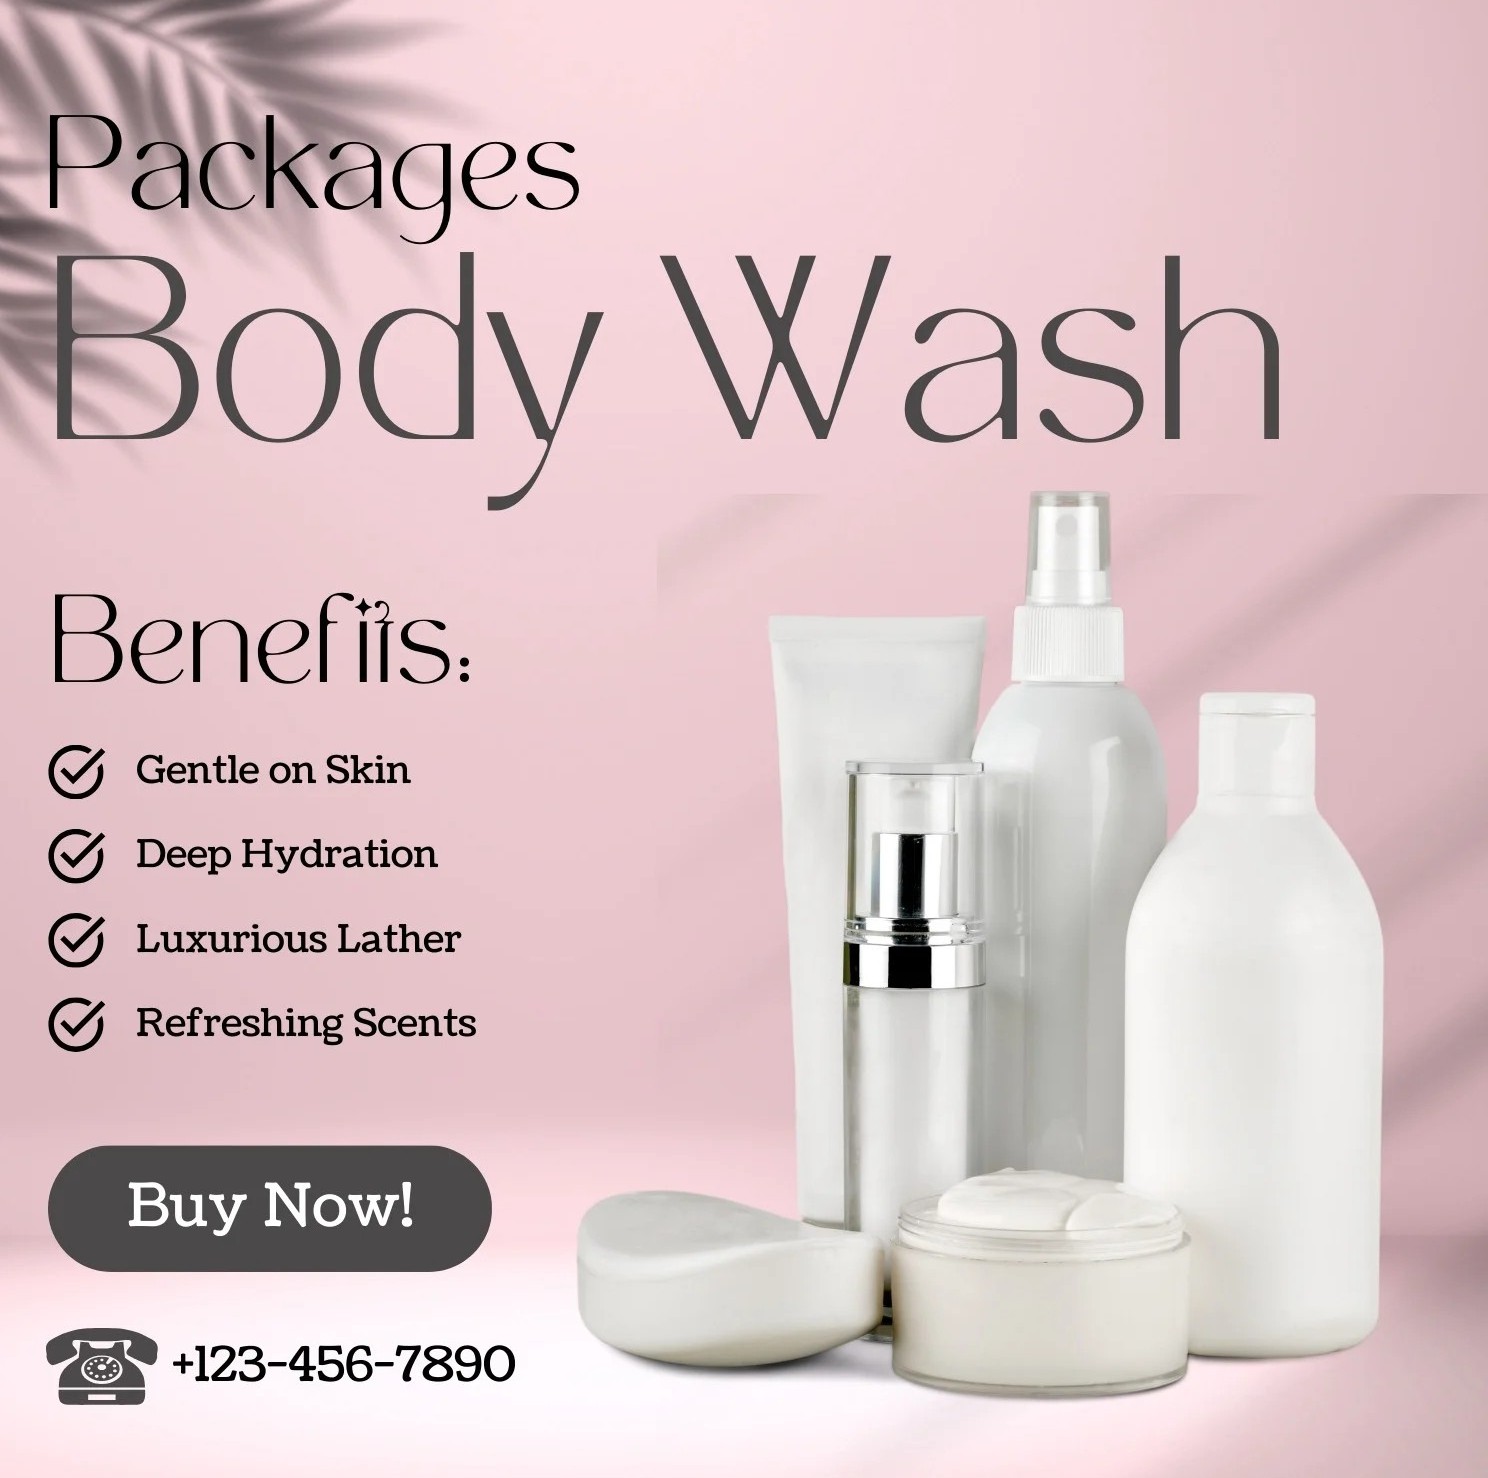 Packages
Body Wash
Benefits:
Gentle on Skin
Deep Hydration
Luxurious Lather
Refreshing Scents
Buy Now!
+123-456-7890